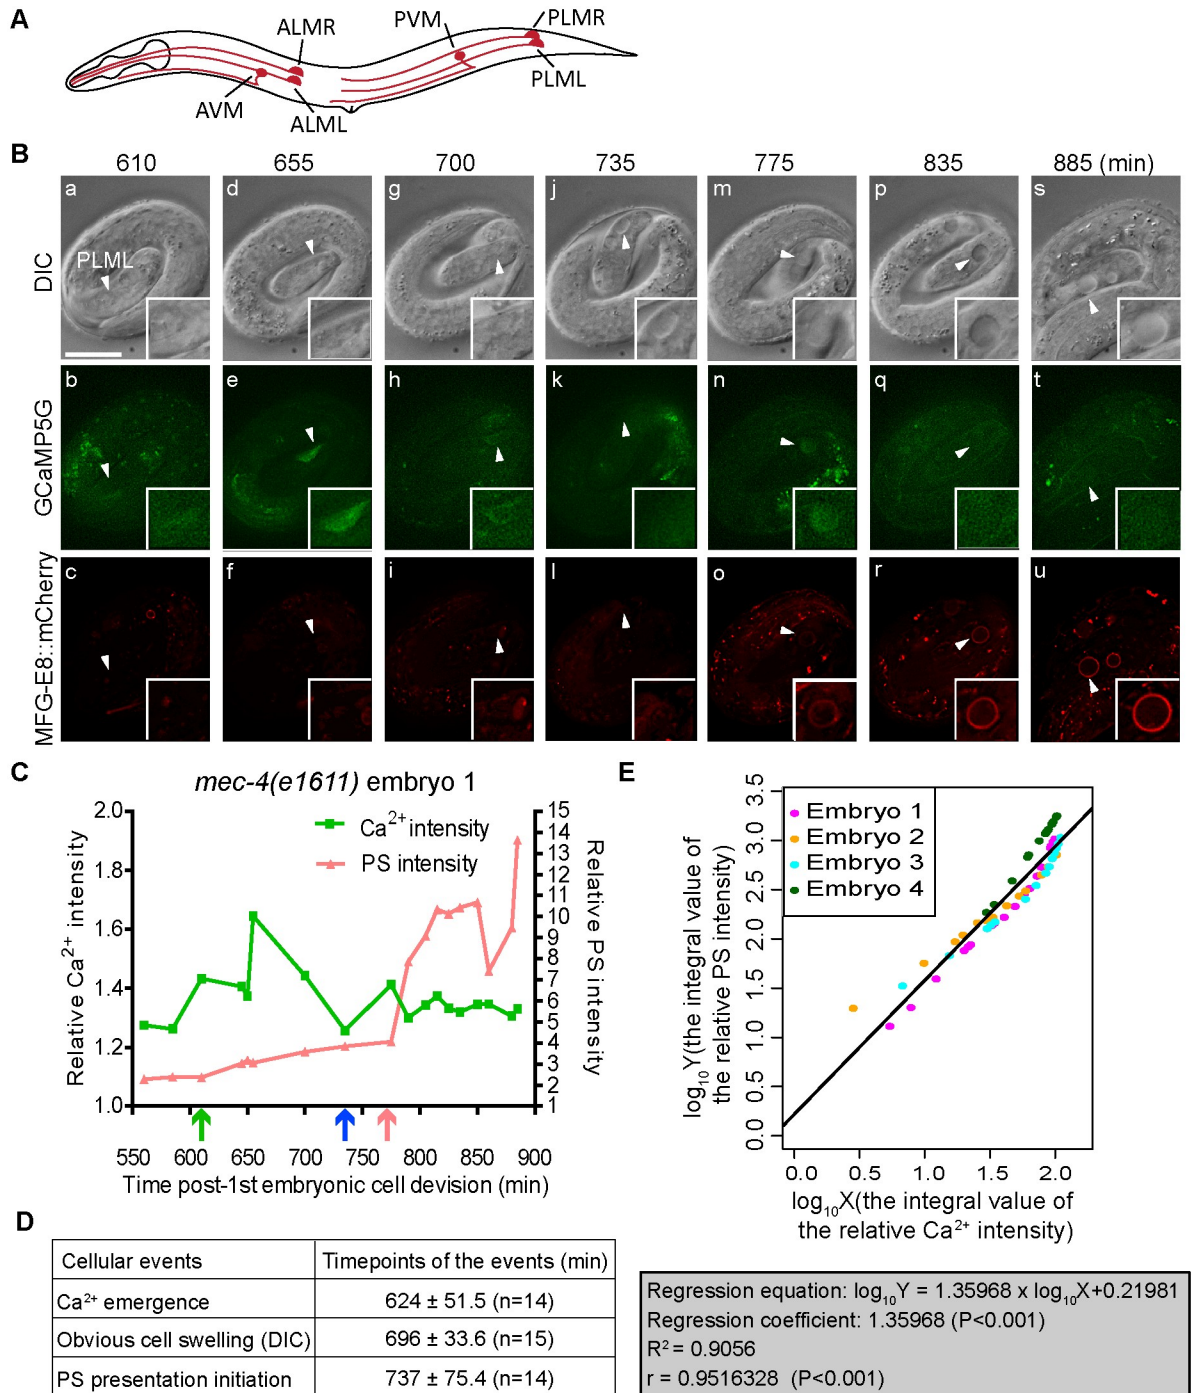 A
ALMR
PVM
PLMR
AVM
ALML
PLML
B
610 655 700 735 775 835 885 (min)
DIC
a d g j m p s
PLML
GCaMP5G
b e h k n q t
MFG-E8::mCherry
c f i l o r u
C
mec-4(e1611) embryo 1
Relative Ca2+ intensity
2.0
1.8
1.6
1.4
1.2
1.0
Ca2+ intensity
PS intensity
15
14
13
12
11
10
9
8
7
6
5
4
3
2
1
Relative PS intensity
550 600 650 700 750 800 850 900
Time post-1st embryonic cell devision (min)
E
log10Y(the integral value of
the relative PS intensity)
3.5
3.0
2.5
2.0
1.5
1.0
0.5
0.0
Embryo 1
Embryo 2
Embryo 3
Embryo 4
0.0 0.5 1.0 1.5 2.0
log10X(the integral value of
the relative Ca2+ intensity)
D
Cellular events Timepoints of the events (min)
Ca2+ emergence 624 ± 51.5 (n=14)
Obvious cell swelling (DIC) 696 ± 33.6 (n=15)
PS presentation initiation 737 ± 75.4 (n=14)
Regression equation: log10Y = 1.35968 x log10X+0.21981
Regression coefficient: 1.35968 (P<0.001)
R2 = 0.9056
r = 0.9516328 (P<0.001)